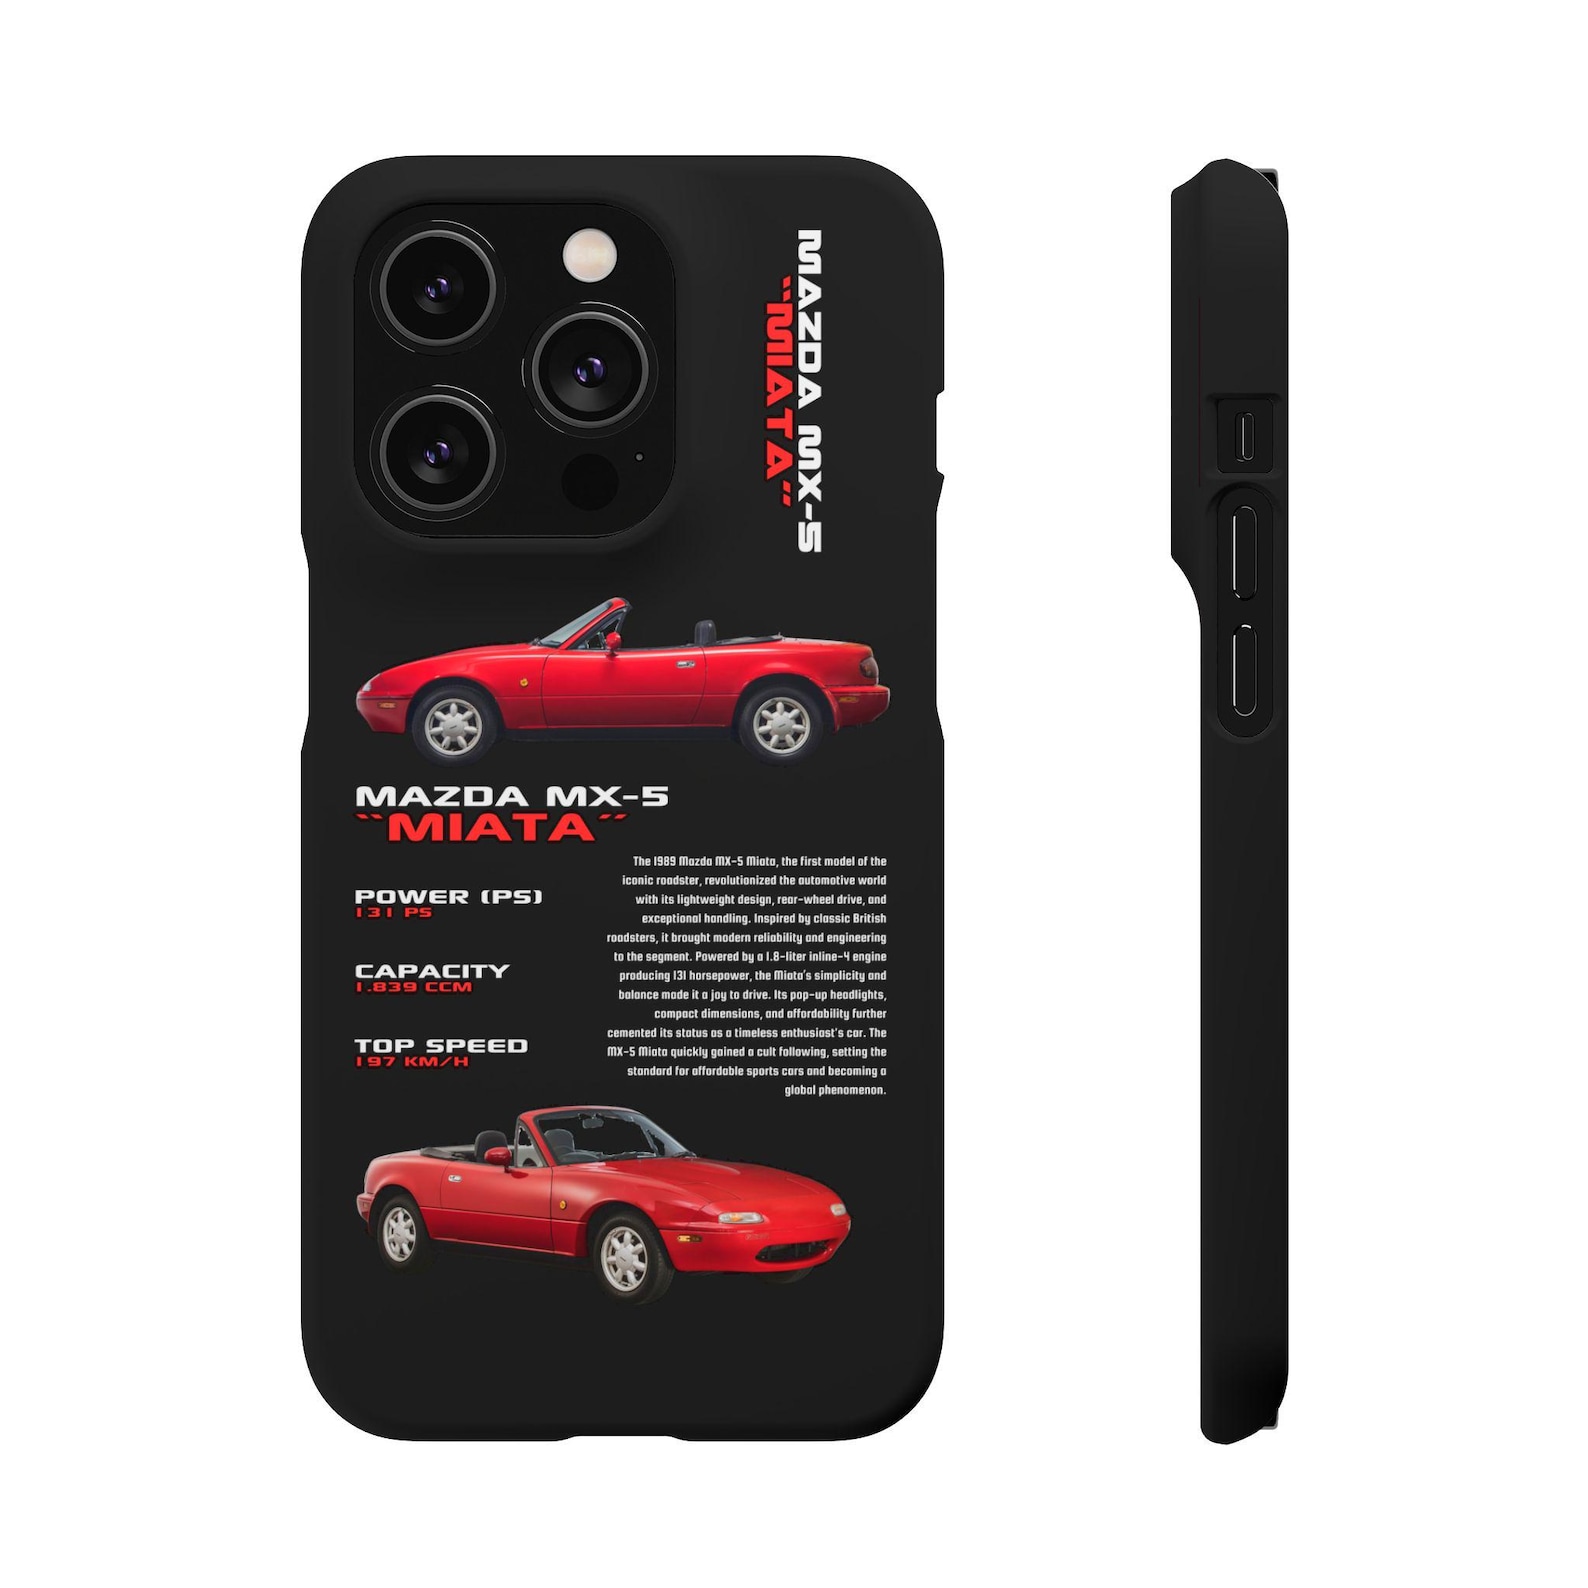 MAZDA MX-5
"MIATA"
MAZDA MX-5
"MIATA"
The 1989 Mazda MX-5 Miata, the first model of the
iconic roadster, revolutionized the automotive world
with its lightweight design, rear-wheel drive, and
exceptional handling. Inspired by classic British
roadsters, it brought modern reliability and engineering
to the segment. Powered by a 1.8-liter inline-4 engine
producing 131 horsepower, the Miata's simplicity and
balance made it a joy to drive. Its pop-up headlights,
compact dimensions, and affordability further
cemented its status as a timeless enthusiast's car. The
MX-5 Miata quickly gained a cult following, setting the
standard for affordable sports cars and becoming a
global phenomenon.
POWER (PS)
131 PS
CAPACITY
1.839 CCM
TOP SPEED
197 KM/H